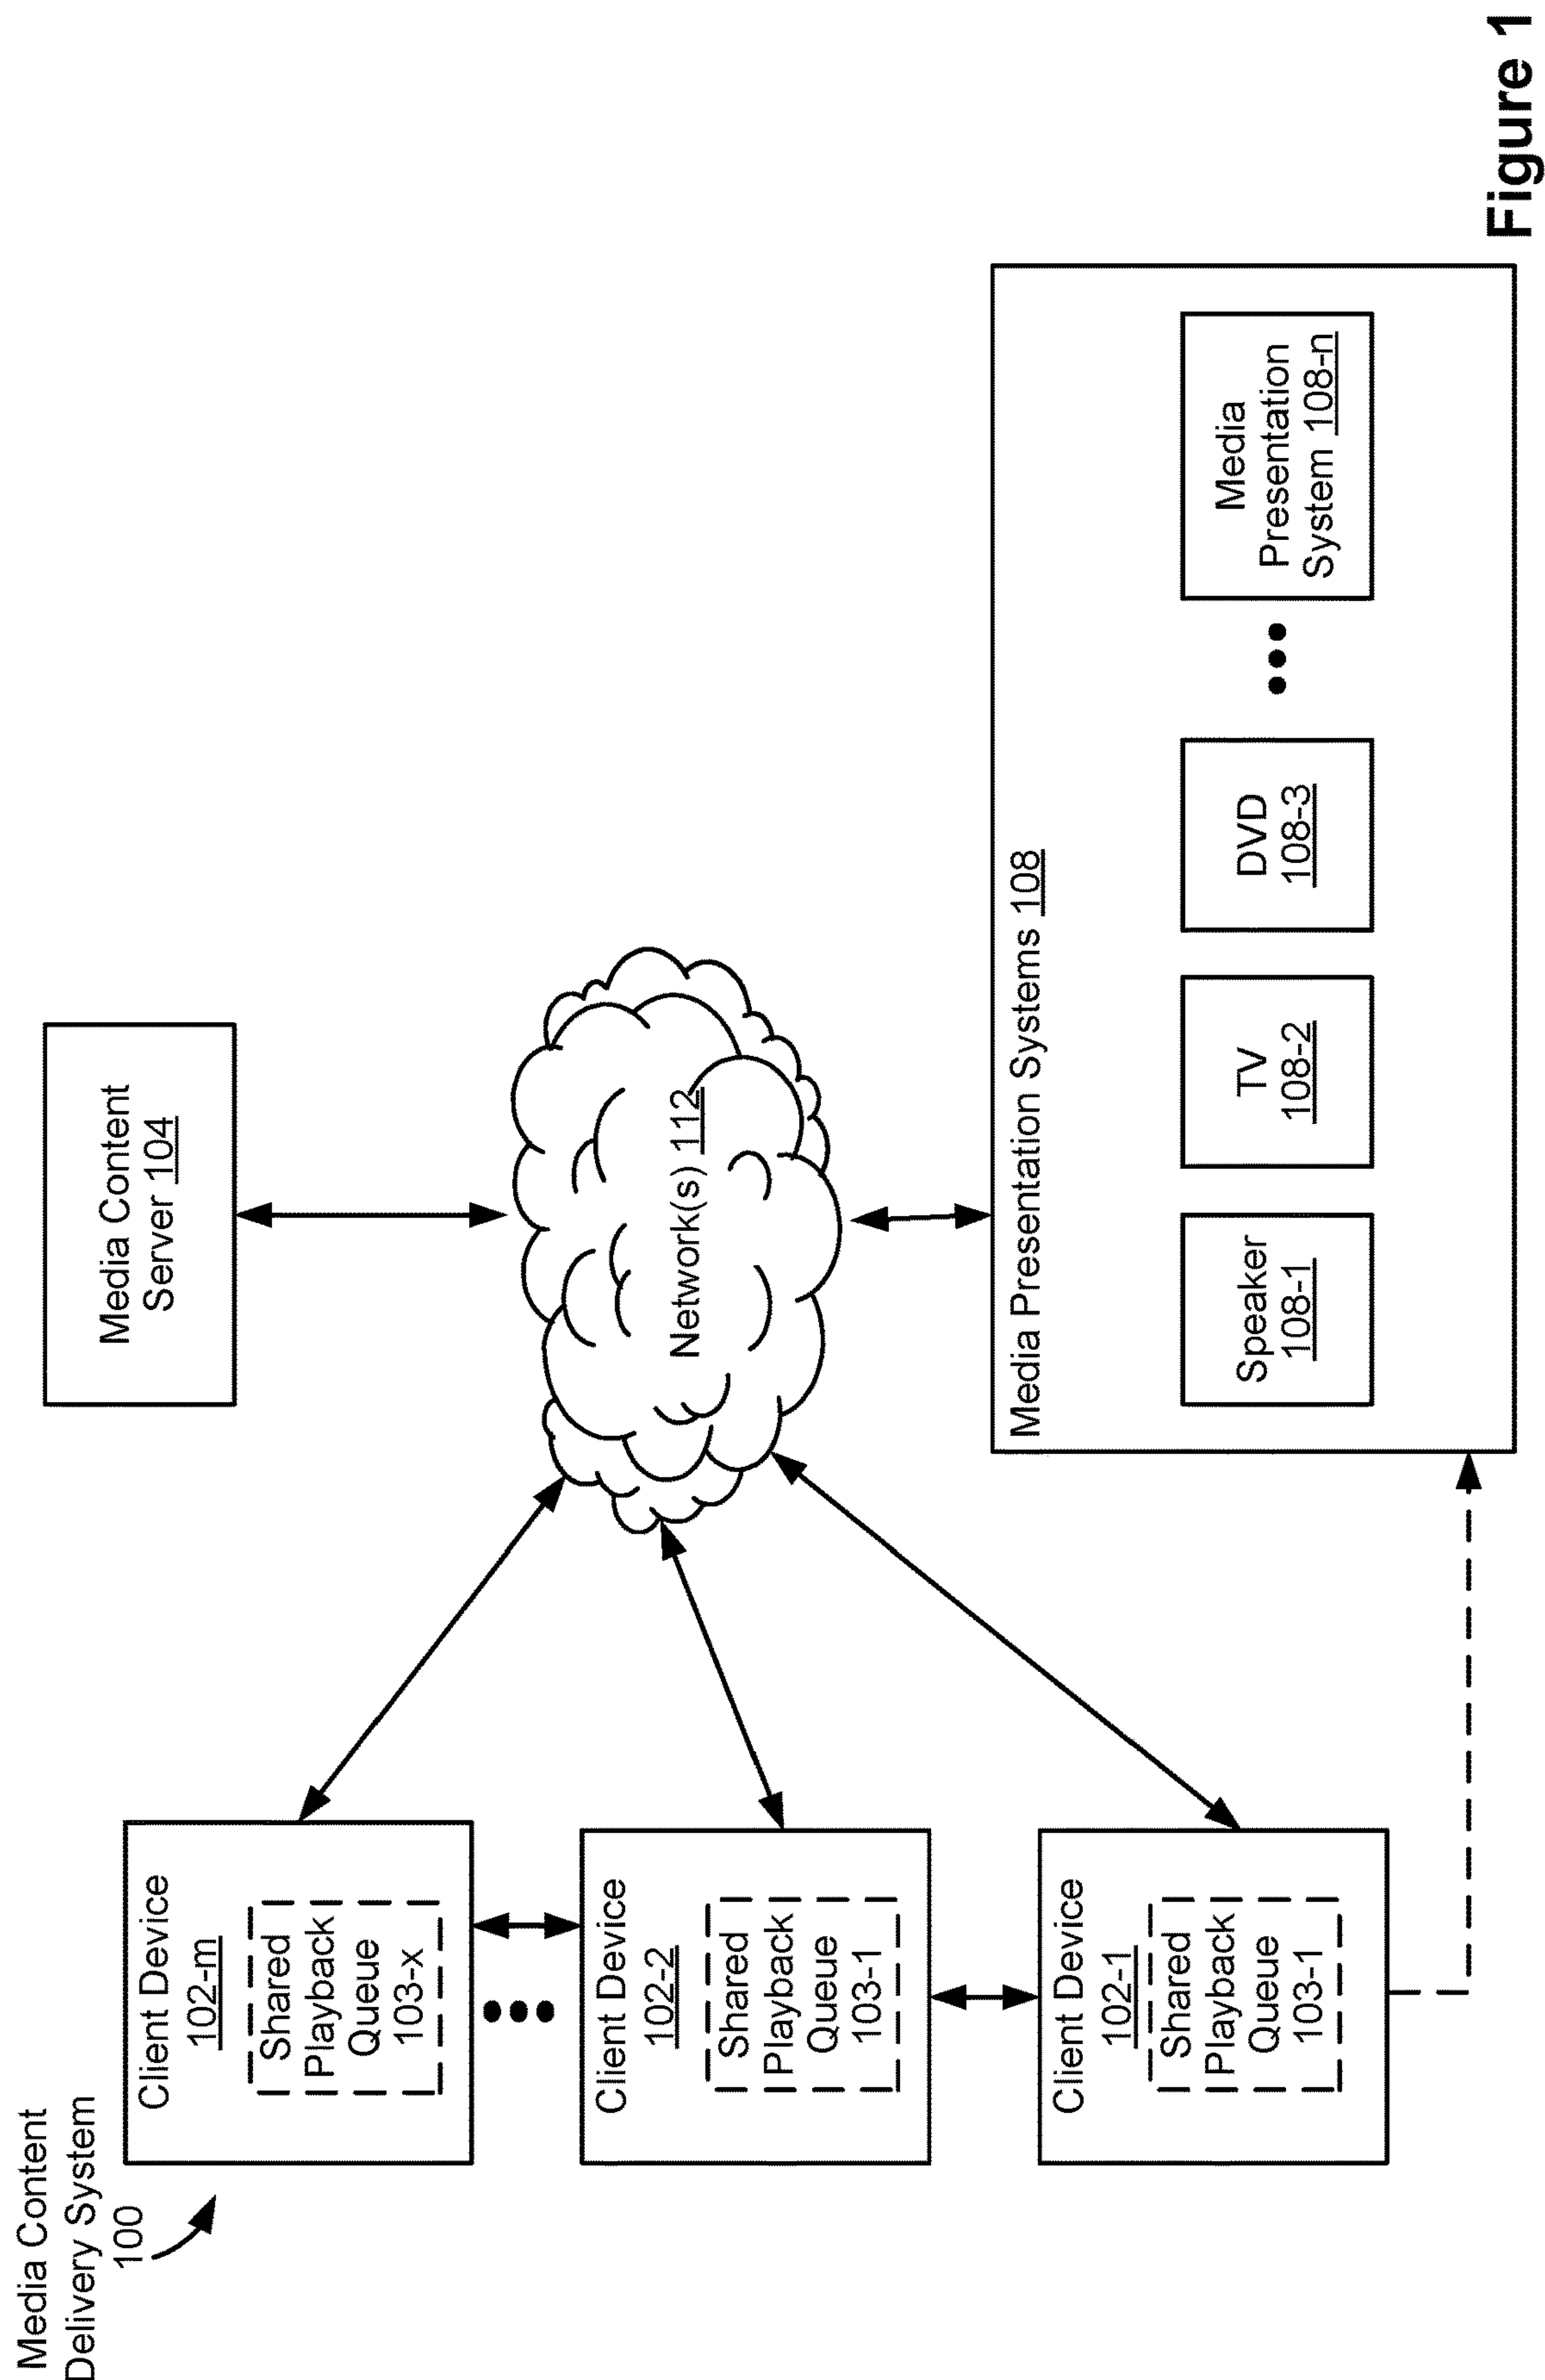 Media Content
Delivery System
100
Client Device
102-m
Shared
Playback
Queue
103-x
Client Device
102-2
Shared
Playback
Queue
103-1
Client Device
102-1
Shared
Playback
Queue
103-1
Media Content
Server 104
Network(s) 112
Media Presentation Systems 108
Speaker
108-1
TV
108-2
DVD
108-3
Media
Presentation
System 108-n
Figure 1